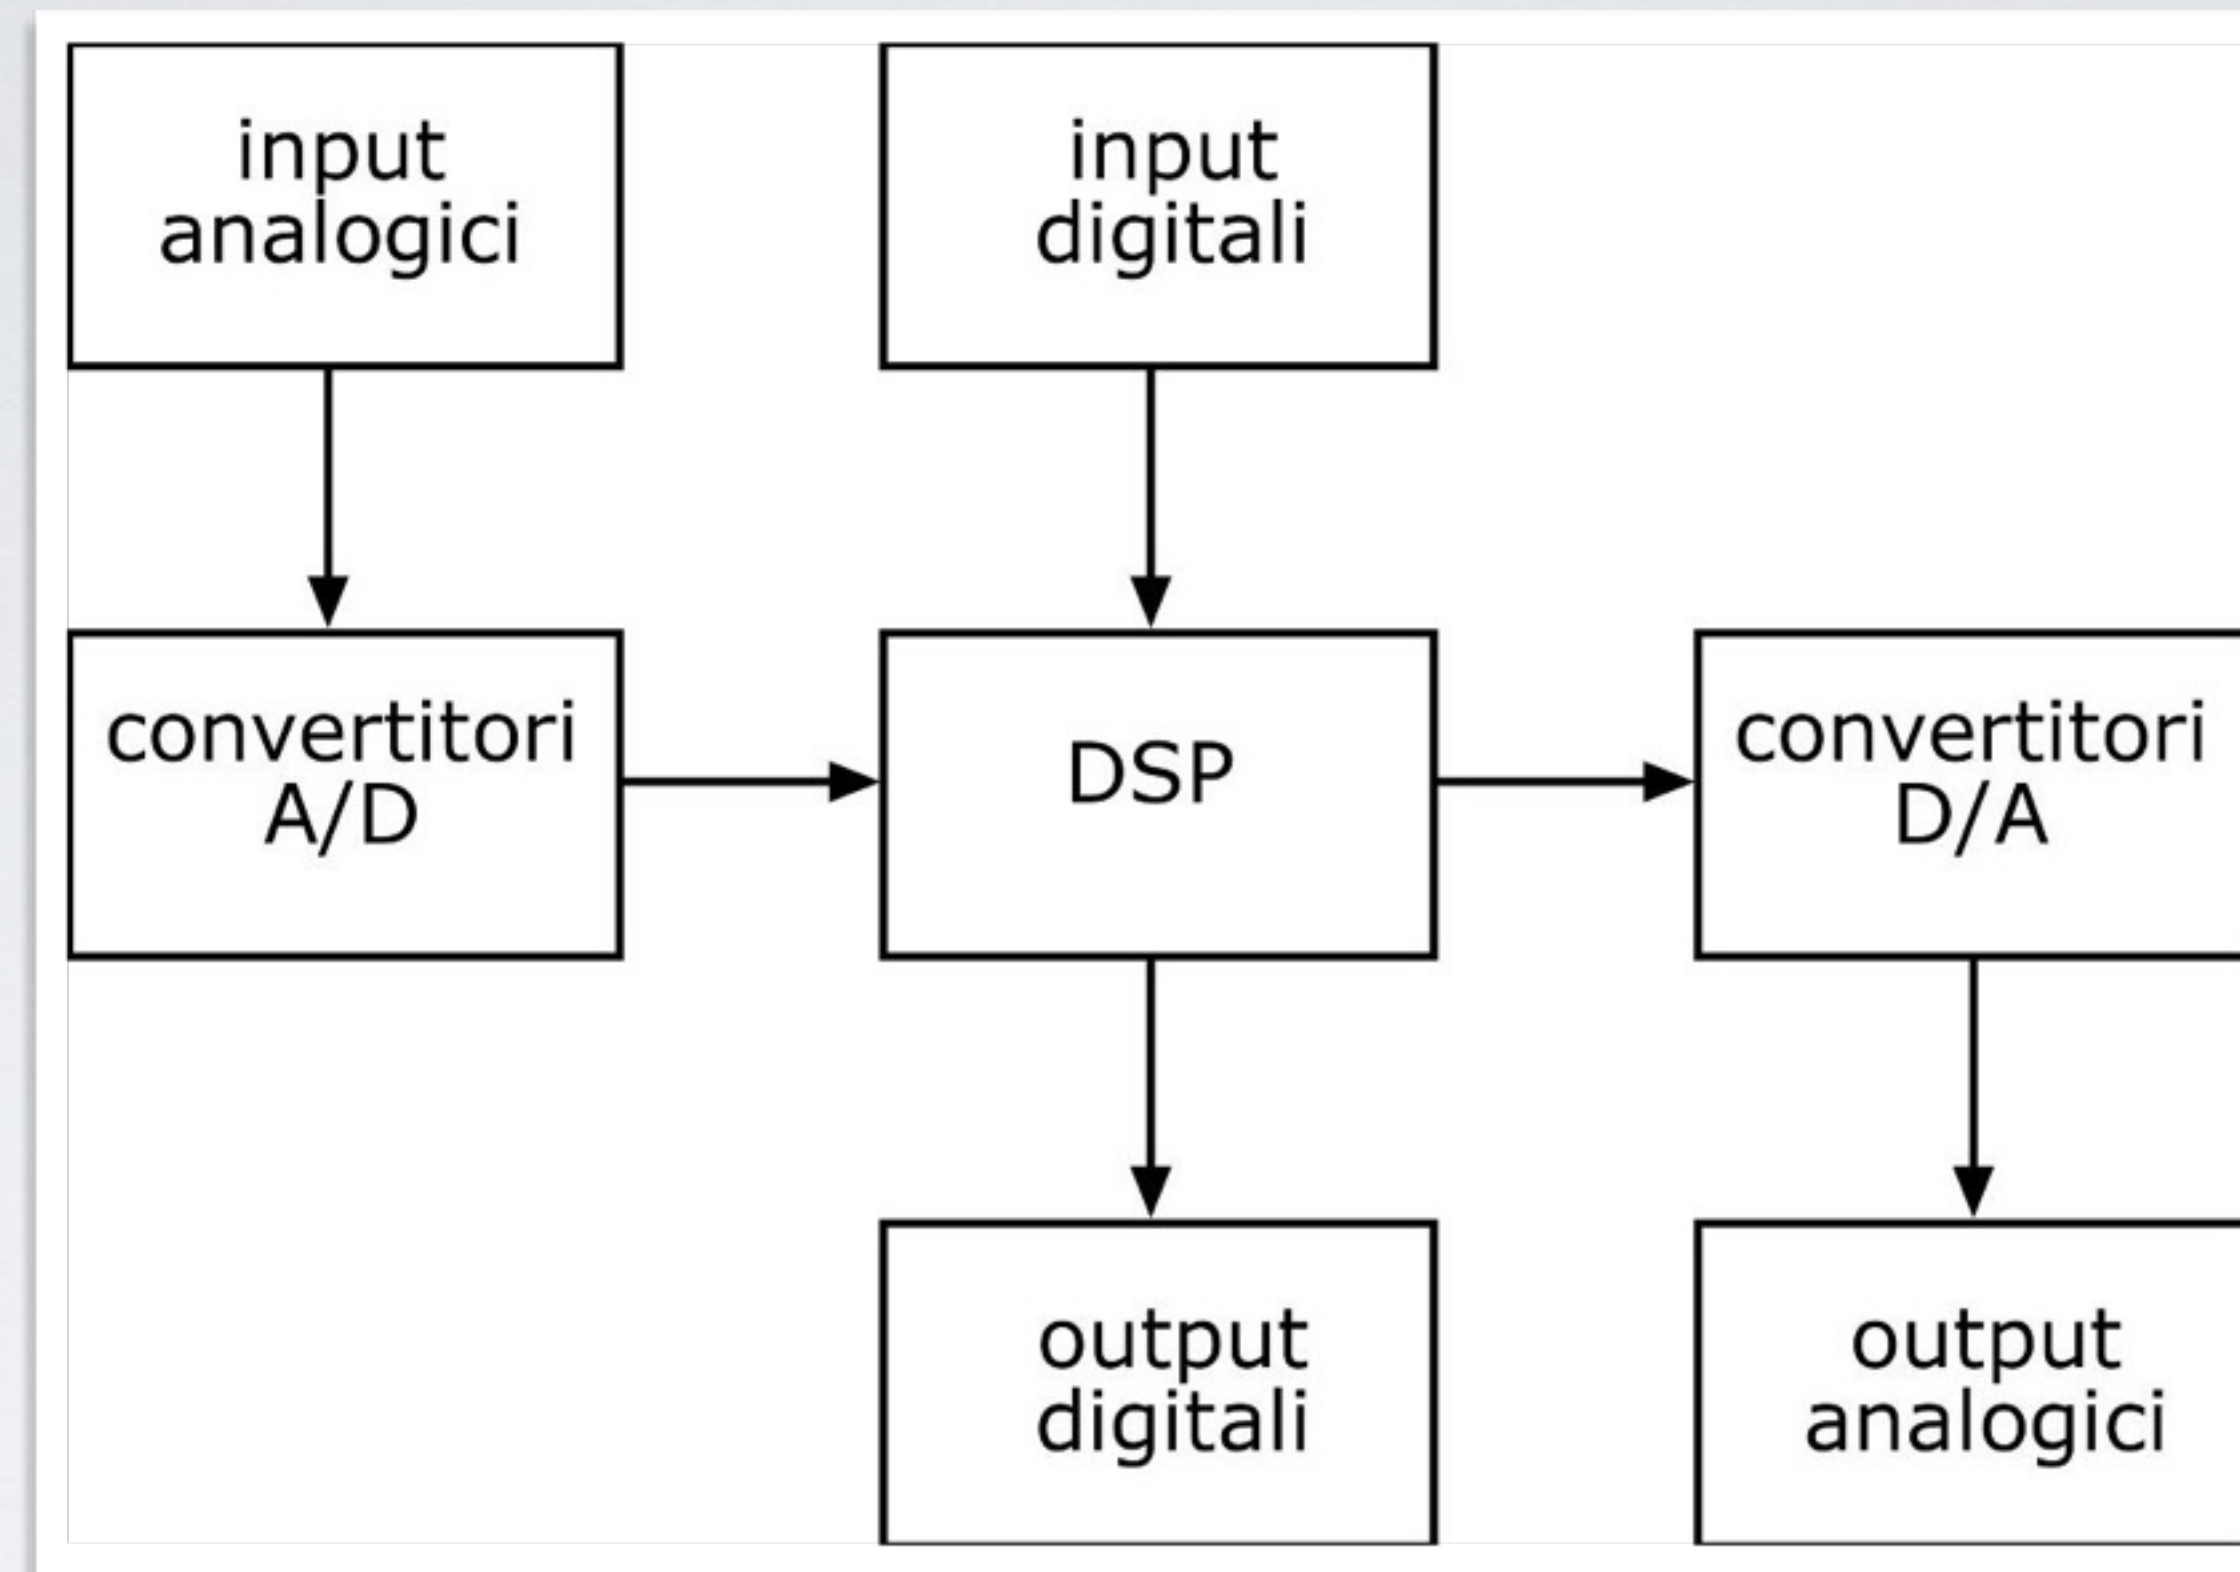 input
analogici
input
digitali
convertitori
A/D
DSP
convertitori
D/A
output
digitali
output
analogici